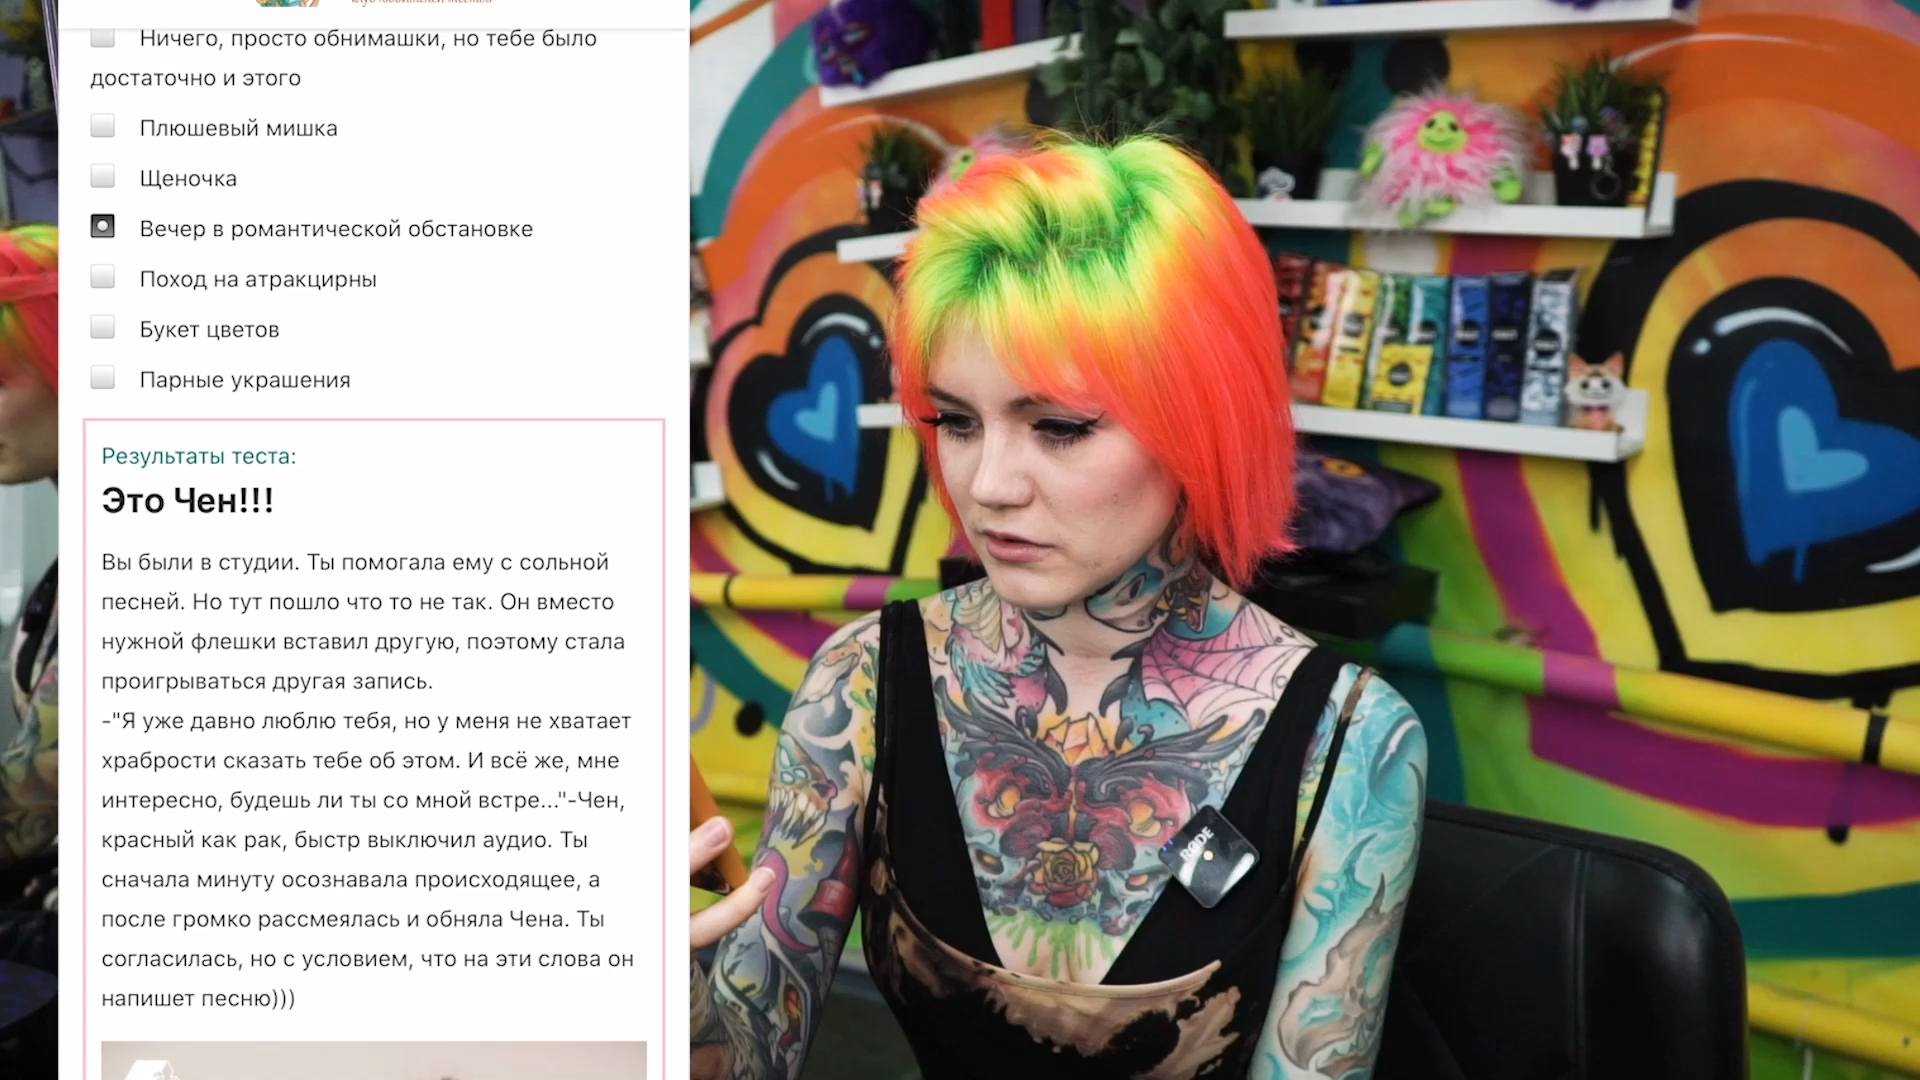 клуб любителей тестов
Ничего, просто обнимашки, но тебе было
достаточно и этого
Плюшевый мишка
Щеночка
Вечер в романтической обстановке
Поход на атракцирны
Букет цветов
Парные украшения
Результаты теста:
Это Чен!!!
Вы были в студии. Ты помогала ему с сольной
песней. Но тут пошло что то не так. Он вместо
нужной флешки вставил другую, поэтому стала
проигрываться другая запись.
-"Я уже давно люблю тебя, но у меня не хватает
храбрости сказать тебе об этом. И всё же, мне
интересно, будешь ли ты со мной встре..."-Чен,
красный как рак, быстр выключил аудио. Ты
сначала минуту осознавала происходящее, а
после громко рассмеялась и обняла Чена. Ты
согласилась, но с условием, что на эти слова он
напишет песню)))
RØDE